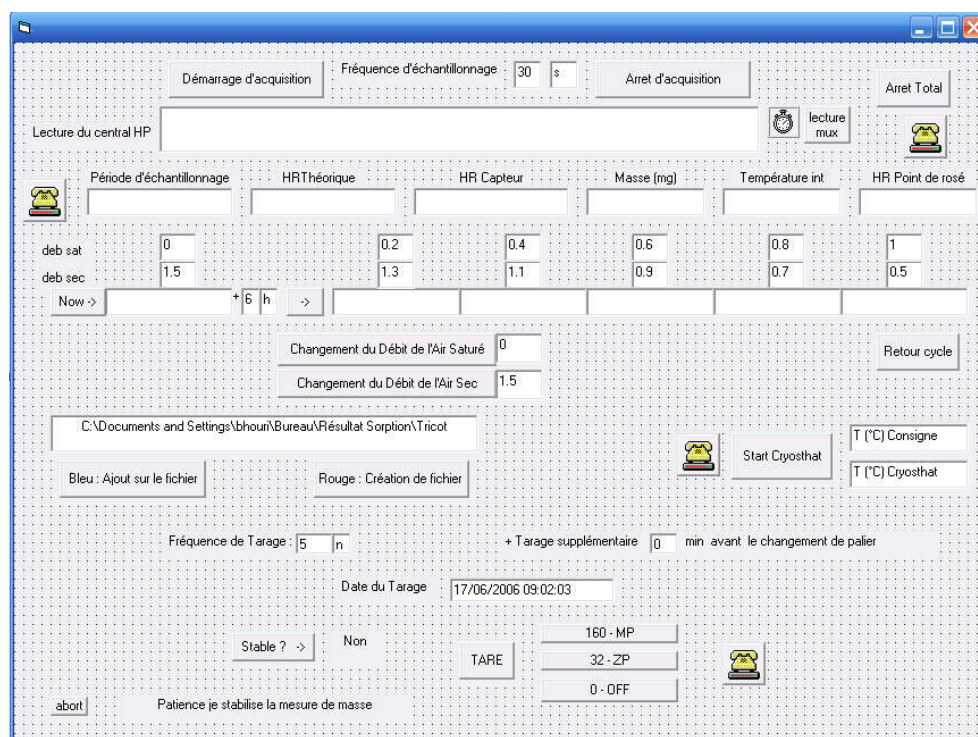 Démarrage d'acquisition Fréquence d'échantillonnage 30 s Arret d'acquisition
Arret Total
Lecture du central HP
lecture
mux
Période d'échantillonnage HRThéorique HR Capteur Masse (mg) Température int HR Point de rosé
deb sat 0 0.2 0.4 0.6 0.8 1
deb sec 1.5 1.3 1.1 0.9 0.7 0.5
Now -> + 6 h ->
Changement du Débit de l'Air Saturé 0 Retour cycle
Changement du Débit de l'Air Sec 1.5
C:\Documents and Settings\bhouri\Bureau\Résultat Sorption\Tricot
T (°C) Consigne
Start Cryosthat
T (°C) Cryosthat
Bleu : Ajout sur le fichier Rouge : Création de fichier
Fréquence de Tarage : 5 n + Tarage supplémentaire 0 min avant le changement de palier
Date du Tarage 17/06/2006 09:02:03
Stable ? -> Non
160 - MP
TARE 32 - ZP
0 - OFF
abort Patience je stabilise la mesure de masse